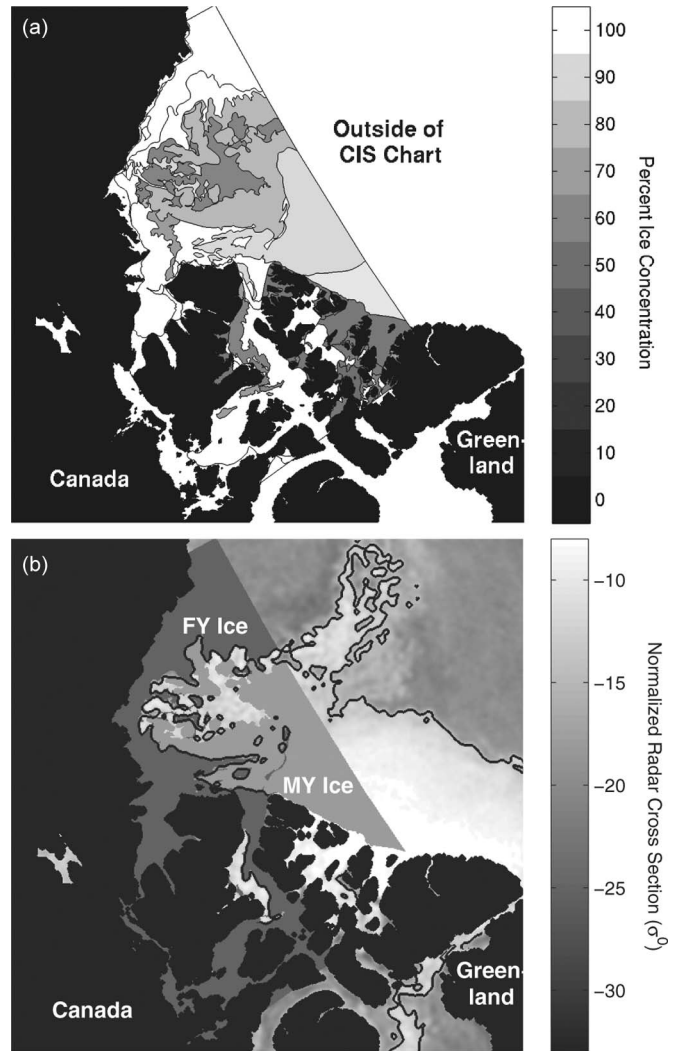 (a)
Outside of
CIS Chart
Canada
Green-
land
100
90
80
70
60
50
40
30
20
10
0
Percent Ice Concentration
(b)
FY Ice
MY Ice
Canada
Green-
land
-10
-15
-20
-25
-30
Normalized Radar Cross Section (σ⁰)